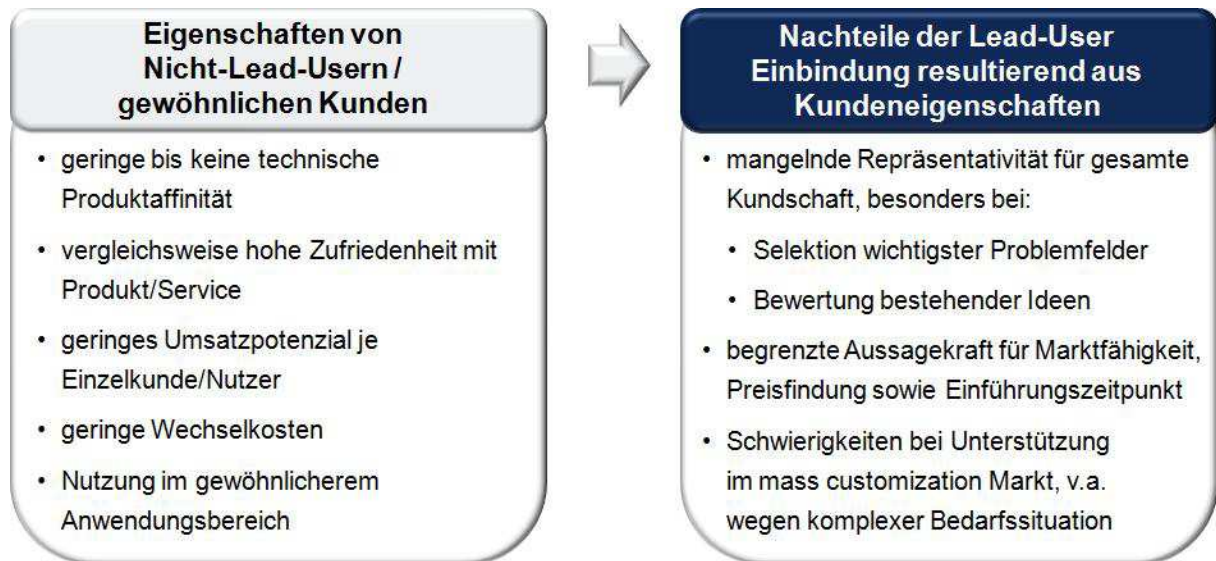 Eigenschaften von
Nicht-Lead-Usern /
gewöhnlichen Kunden
• geringe bis keine technische
Produktaffinität
• vergleichsweise hohe Zufriedenheit mit
Produkt/Service
• geringes Umsatzpotenzial je
Einzelkunde/Nutzer
• geringe Wechselkosten
• Nutzung im gewöhnlicherem
Anwendungsbereich
Nachteile der Lead-User
Einbindung resultierend aus
Kundeneigenschaften
• mangelnde Repräsentativität für gesamte
Kundschaft, besonders bei:
• Selektion wichtigster Problemfelder
• Bewertung bestehender Ideen
• begrenzte Aussagekraft für Marktfähigkeit,
Preisfindung sowie Einführungszeitpunkt
• Schwierigkeiten bei Unterstützung
im mass customization Markt, v.a.
wegen komplexer Bedarfssituation